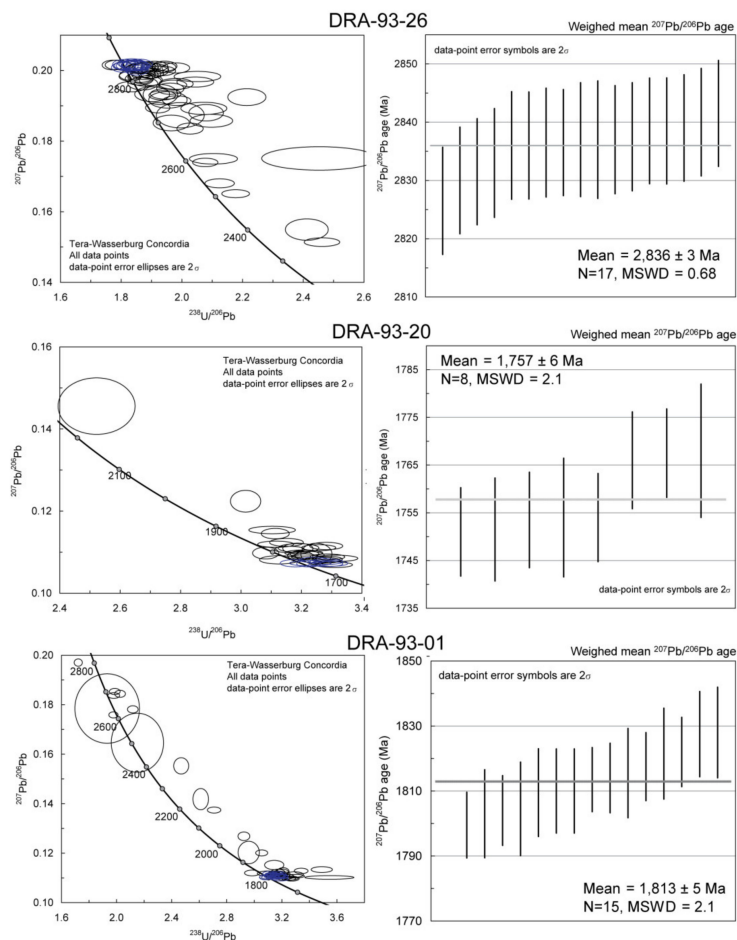 DRA-93-26
Weighed mean ²⁰⁷Pb/²⁰⁶Pb age
0.20
0.18
0.16
0.14
²⁰⁷Pb/²⁰⁶Pb
2800
2600
2400
Tera-Wasserburg Concordia
All data points
data-point error ellipses are 2σ
1.6 1.8 2.0 2.2 2.4 2.6
²³⁸U/²⁰⁶Pb
data-point error symbols are 2σ
2850
2840
2830
2820
2810
²⁰⁷Pb/²⁰⁶Pb age (Ma)
Mean = 2,836 ± 3 Ma
N=17, MSWD = 0.68
DRA-93-20
Weighed mean ²⁰⁷Pb/²⁰⁶Pb age
0.16
0.14
0.12
0.10
²⁰⁷Pb/²⁰⁶Pb
Tera-Wasserburg Concordia
All data points
data-point error ellipses are 2σ
2100
1900
1700
2.4 2.6 2.8 3.0 3.2 3.4
²³⁸U/²⁰⁶Pb
Mean = 1,757 ± 6 Ma
N=8, MSWD = 2.1
1785
1775
1765
1755
1745
1735
²⁰⁷Pb/²⁰⁶Pb age (Ma)
data-point error symbols are 2σ
DRA-93-01
Weighed mean ²⁰⁷Pb/²⁰⁶Pb age
0.20
0.18
0.16
0.14
0.12
0.10
²⁰⁷Pb/²⁰⁶Pb
Tera-Wasserburg Concordia
All data points
data-point error ellipses are 2σ
2800
2600
2400
2200
2000
1800
1.6 2.0 2.4 2.8 3.2 3.6
²³⁸U/²⁰⁶Pb
data-point error symbols are 2σ
1850
1830
1810
1790
1770
²⁰⁷Pb/²⁰⁶Pb age (Ma)
Mean = 1,813 ± 5 Ma
N=15, MSWD = 2.1